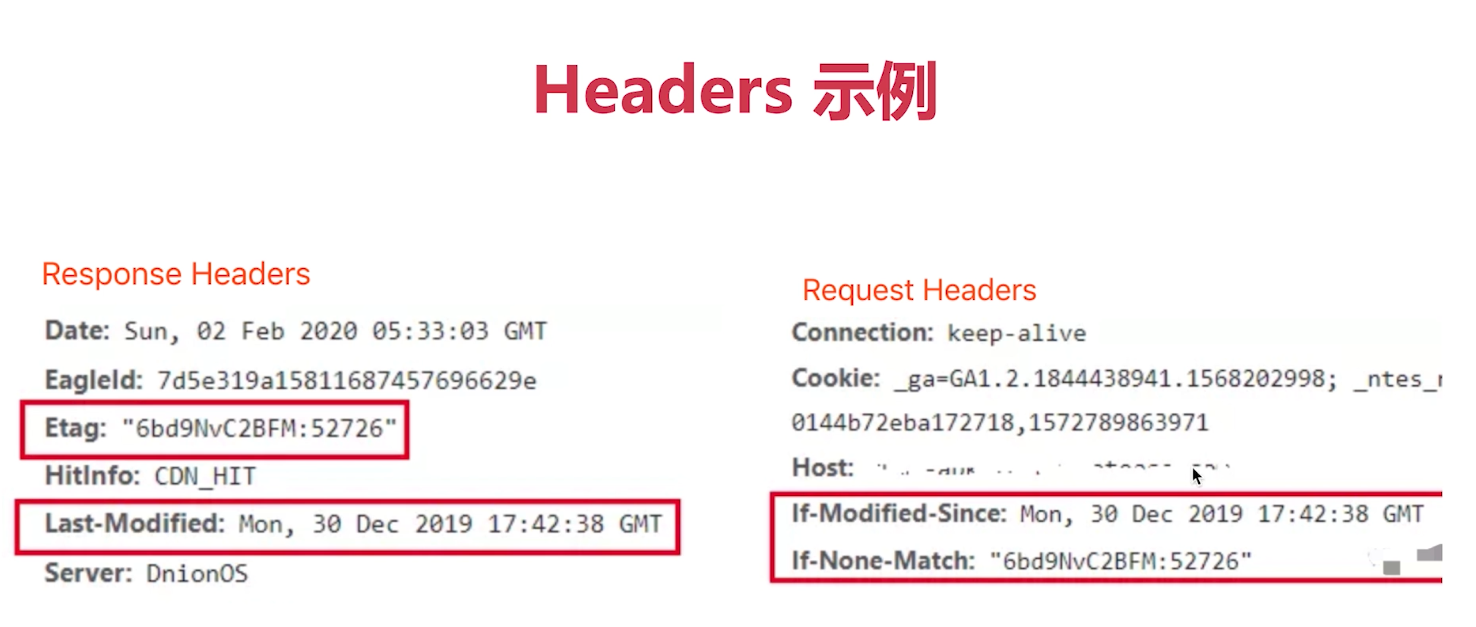 Headers 示例
Response Headers
Date: Sun, 02 Feb 2020 05:33:03 GMT
EagleId: 7d5e319a15811687457696629e
Etag: "6bd9NvC2BFM:52726"
HitInfo: CDN_HIT
Last-Modified: Mon, 30 Dec 2019 17:42:38 GMT
Server: DnionOS
Request Headers
Connection: keep-alive
Cookie: _ga=GA1.2.1844438941.1568202998; _ntes_
0144b72eba172718,1572789863971
Host:
If-Modified-Since: Mon, 30 Dec 2019 17:42:38 GMT
If-None-Match: "6bd9NvC2BFM:52726"